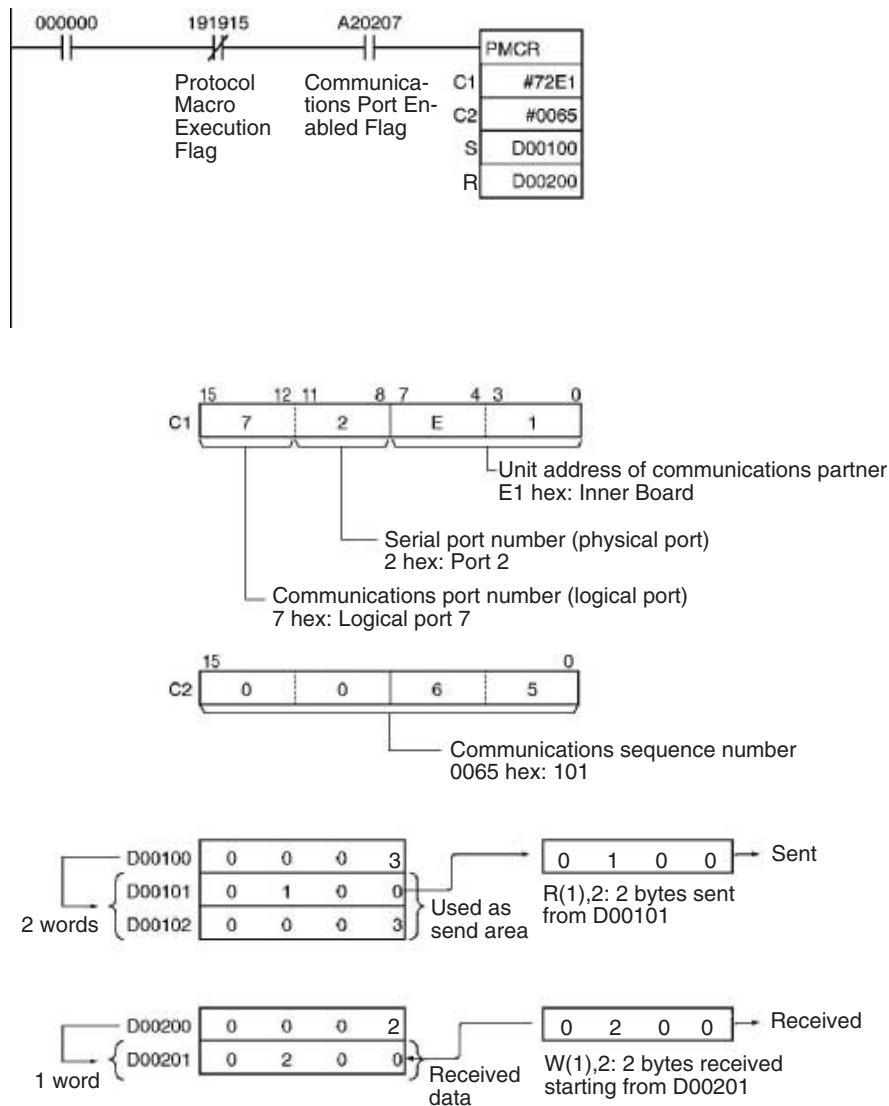 000000 191915 A20207
PMCR
Protocol
Macro
Execution
Flag
Communica-
tions Port En-
abled Flag
C1 #72E1
C2 #0065
S D00100
R D00200
15 12 11 8 7 4 3 0
C1 7 2 E 1
Unit address of communications partner
E1 hex: Inner Board
Serial port number (physical port)
2 hex: Port 2
Communications port number (logical port)
7 hex: Logical port 7
15 0
C2 0 0 6 5
Communications sequence number
0065 hex: 101
D00100 0 0 0 3
D00101 0 1 0 0
D00102 0 0 0 3
2 words
Used as
send area
0 1 0 0 Sent
R(1),2: 2 bytes sent
from D00101
D00200 0 0 0 2
D00201 0 2 0 0
1 word
Received
data
0 2 0 0 Received
W(1),2: 2 bytes received
starting from D00201